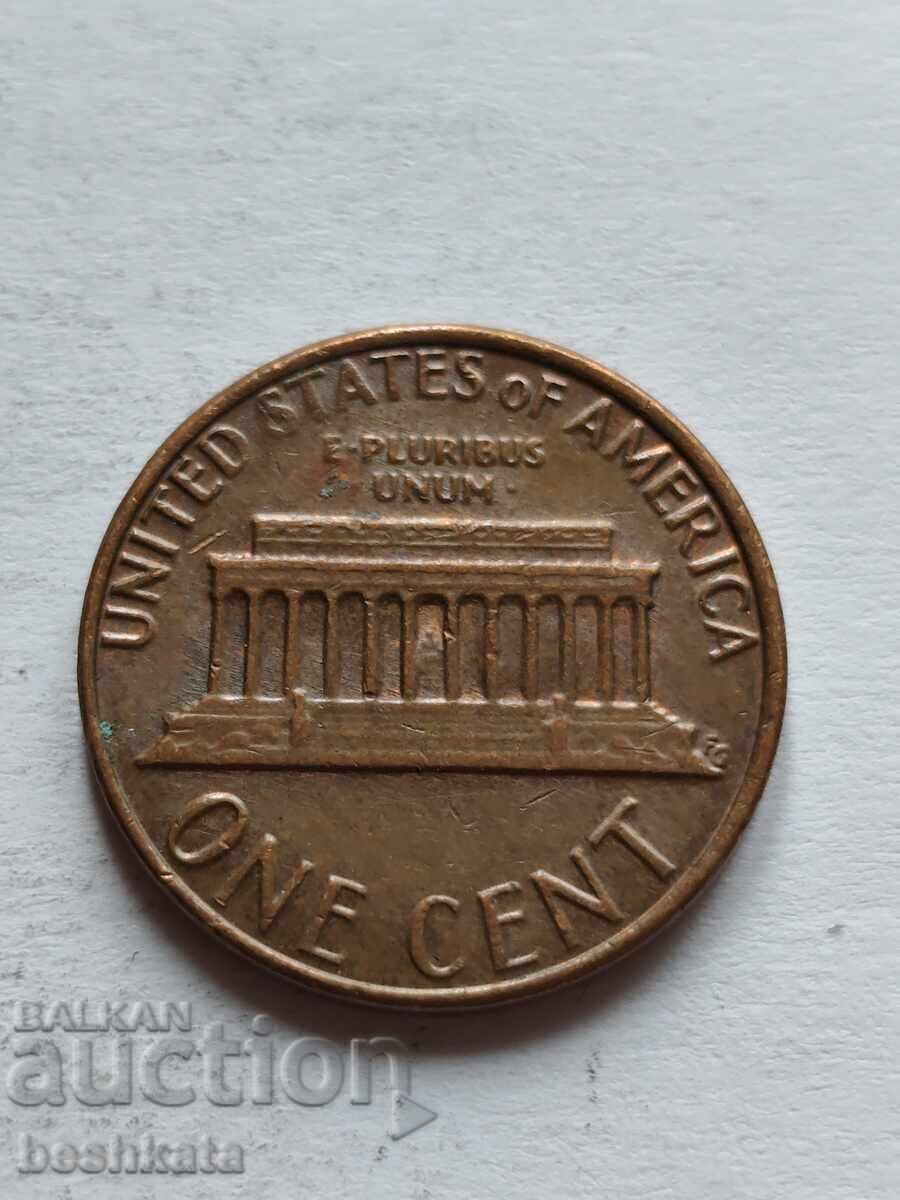 UNITED STATES OF AMERICA
E·PLURIBUS
·UNUM·
FG
ONE CENT
BALKAN
auction
beshkata